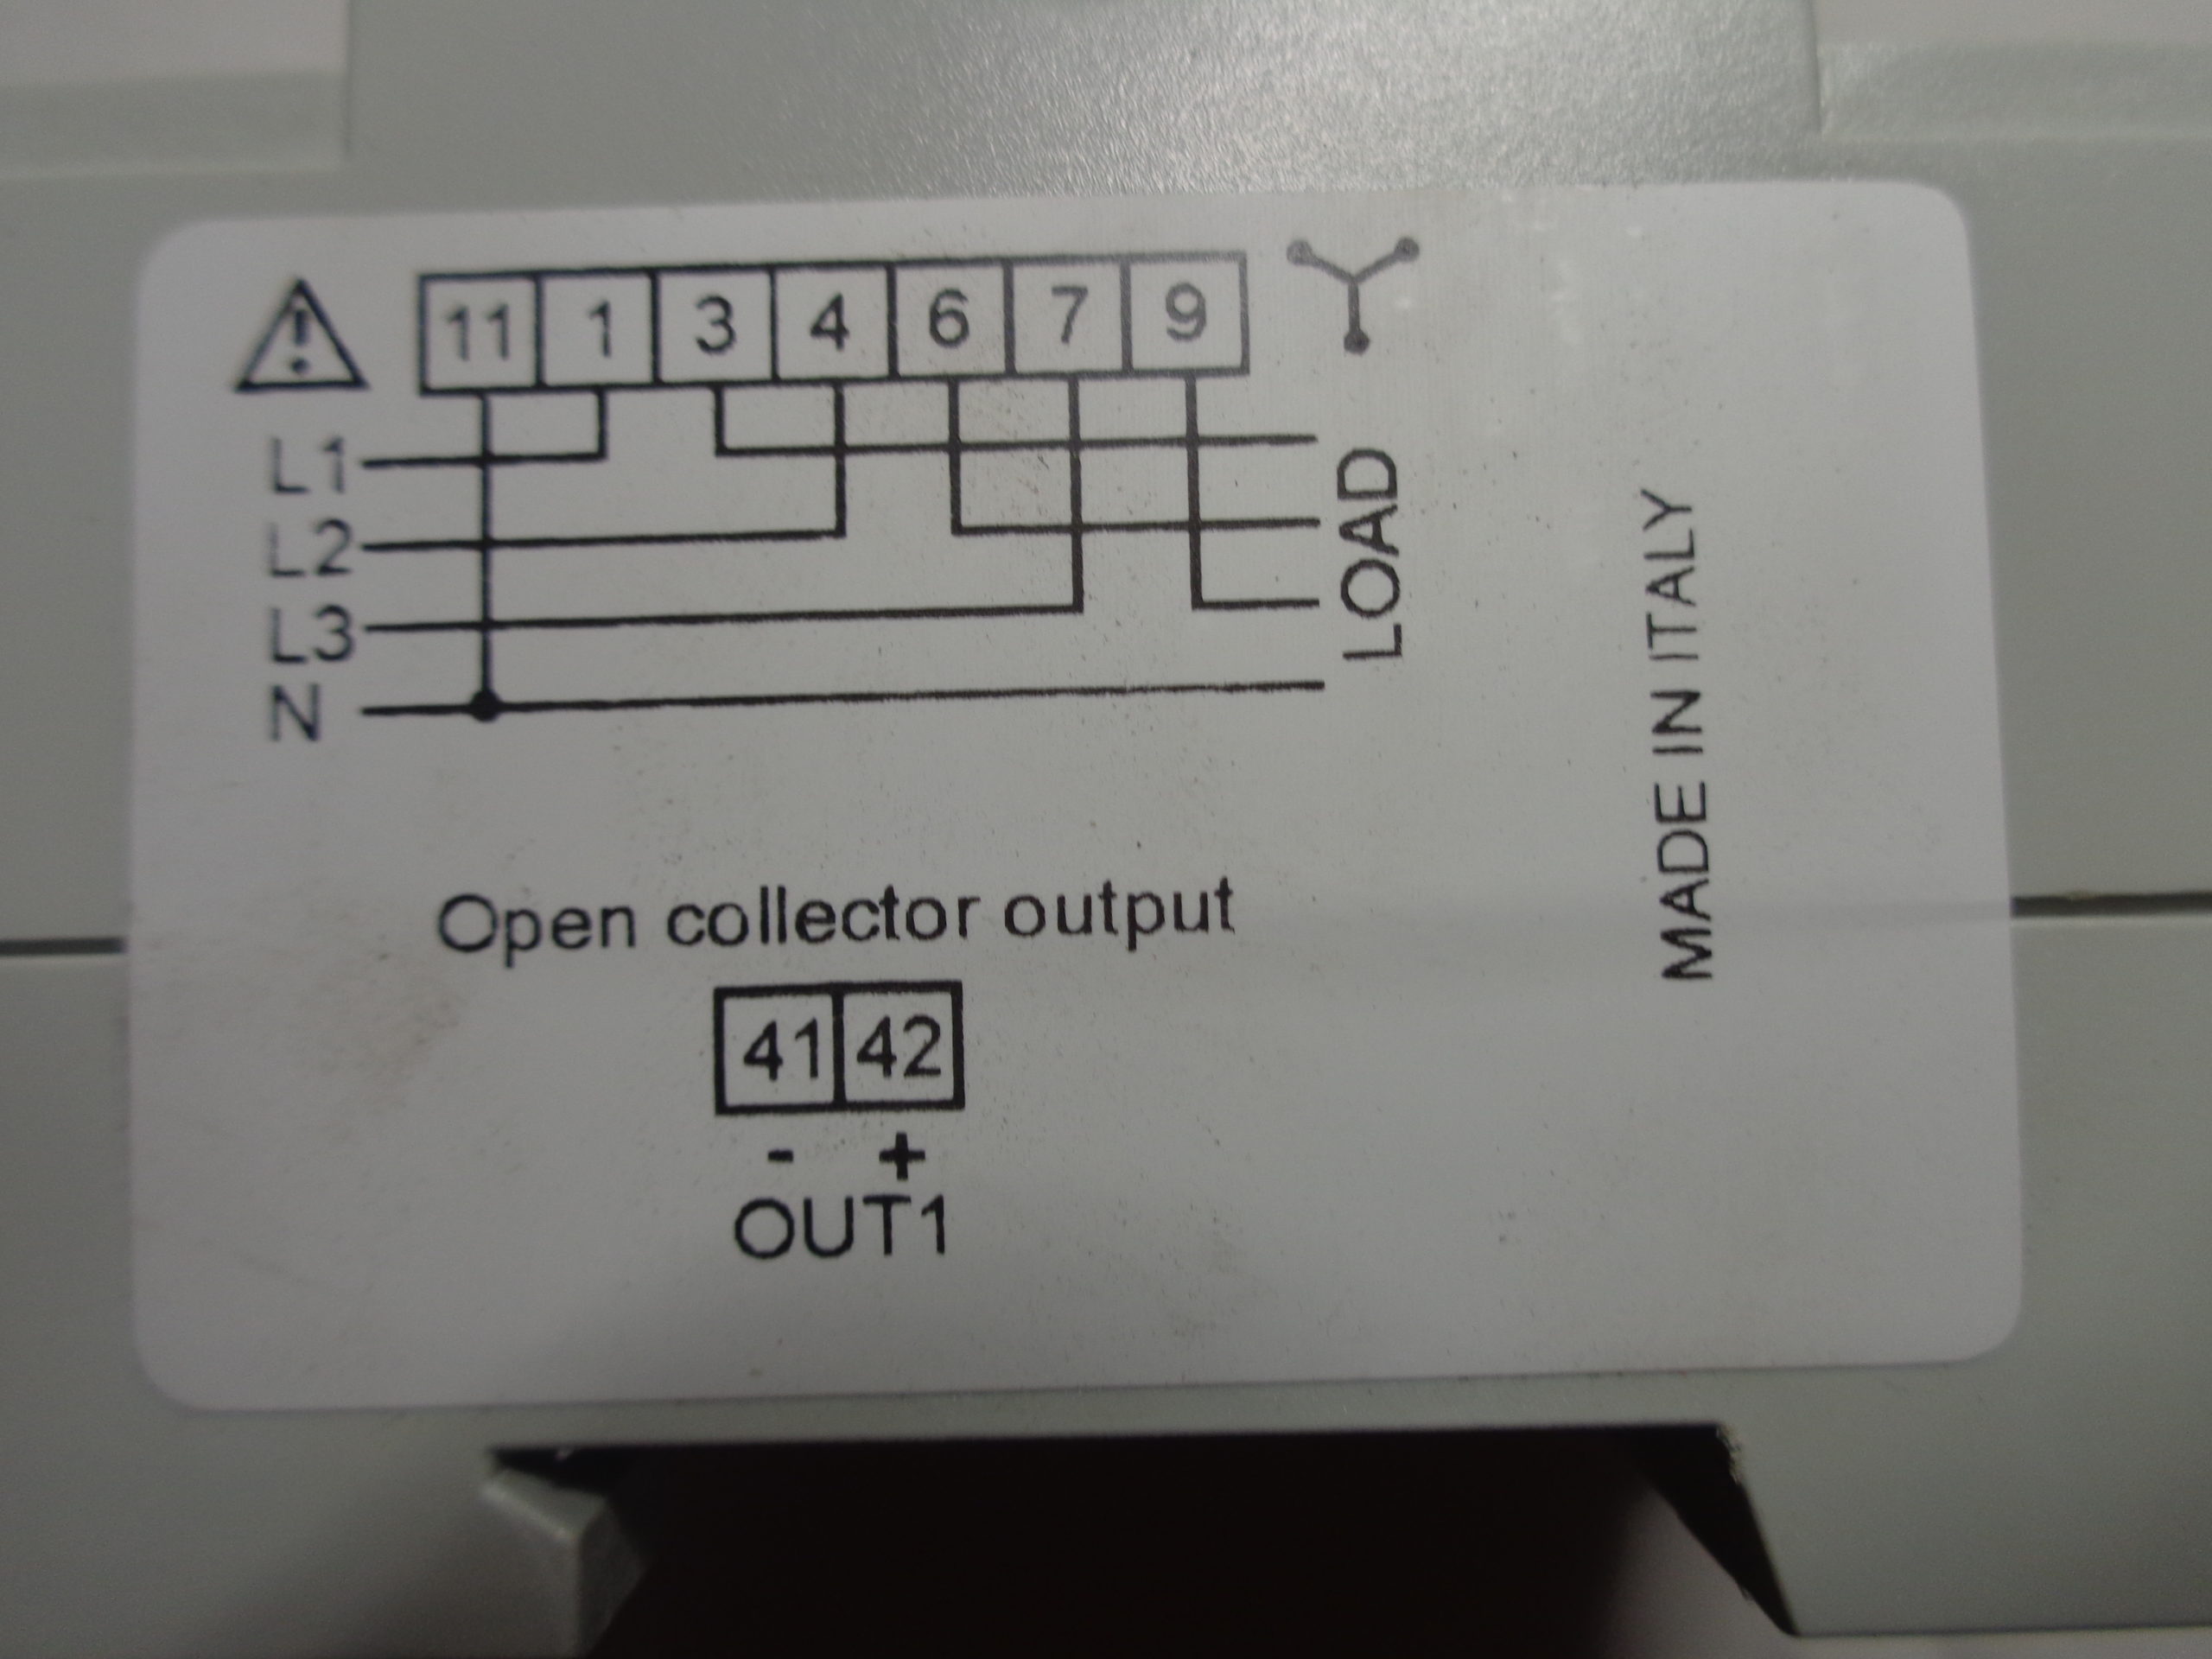 11 1 3 4 6 7 9
L1
L2
L3
N
LOAD
MADE IN ITALY
Open collector output
41 42
- +
OUT1